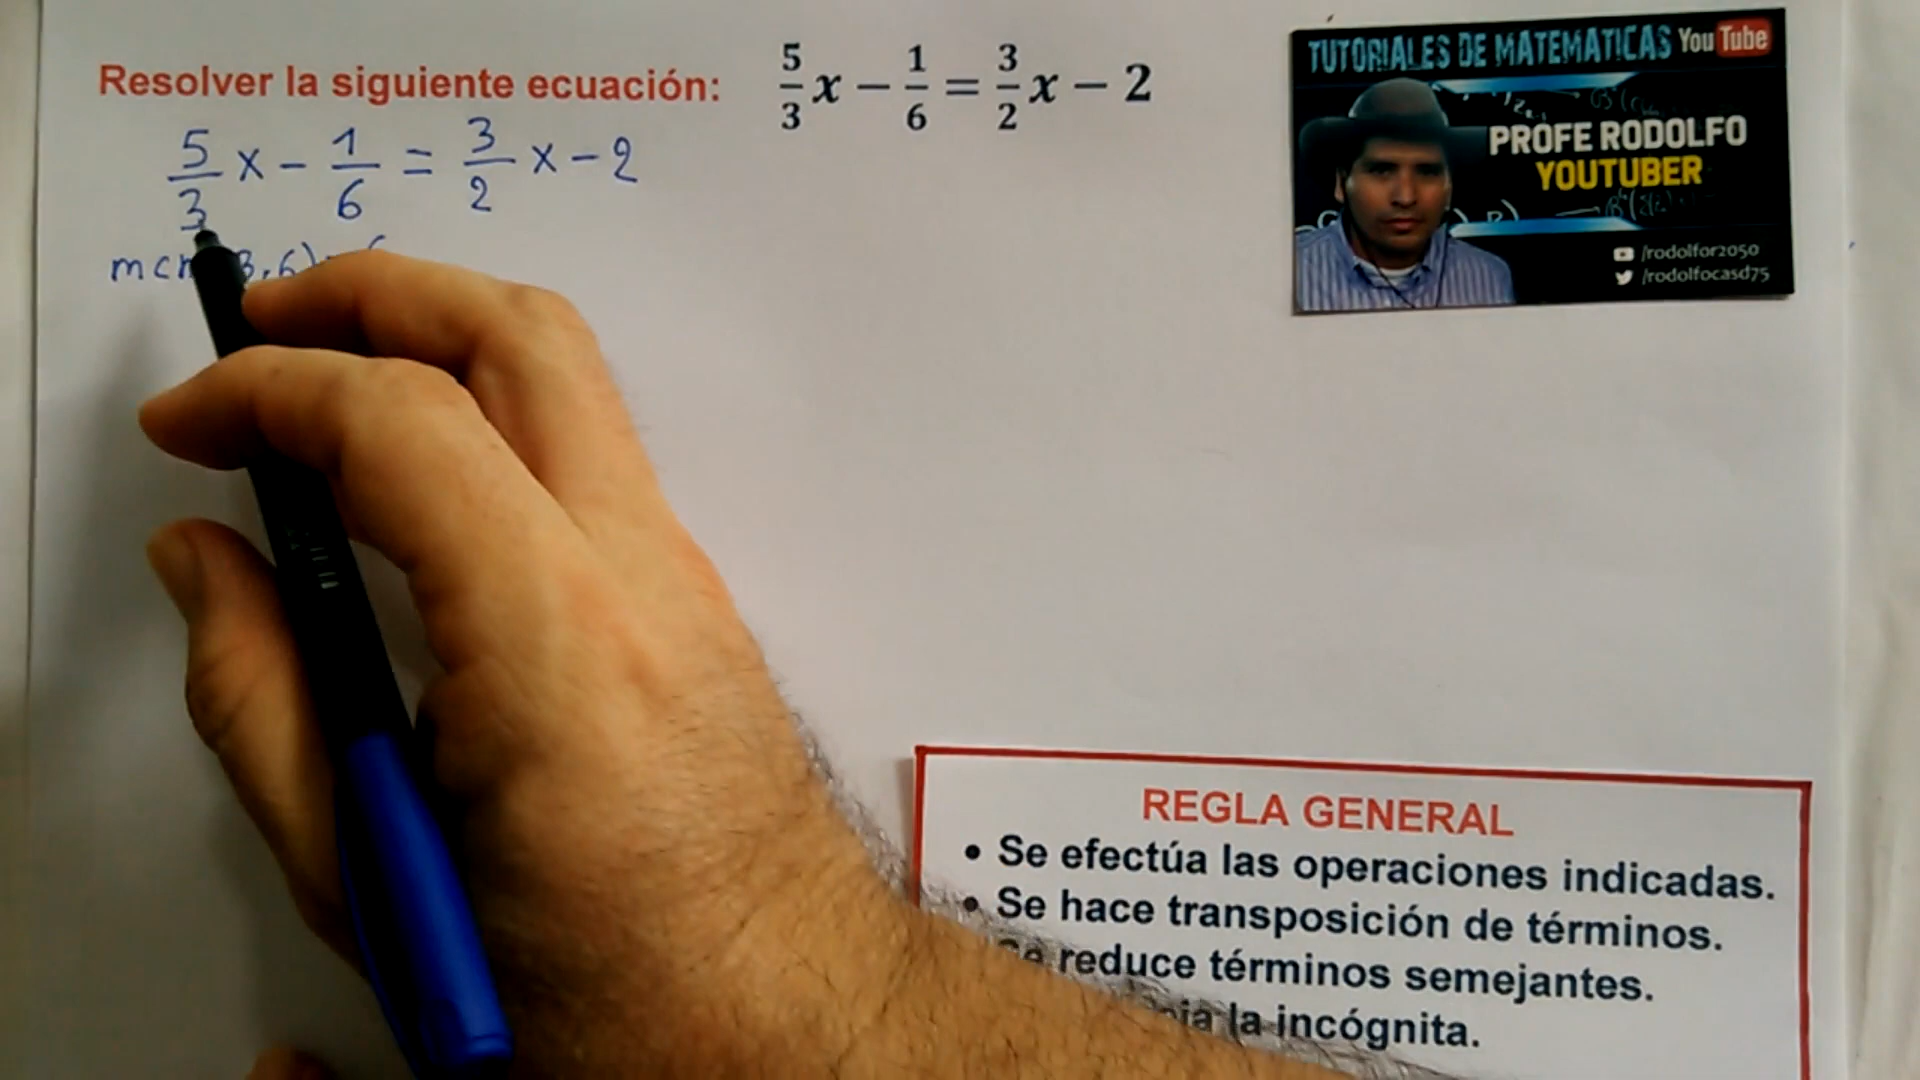 Resolver la siguiente ecuación: 5/3 x − 1/6 = 3/2 x − 2
5/3 x − 1/6 = 3/2 x − 2
TUTORIALES DE MATEMATICAS YouTube
PROFE RODOLFO
YOUTUBER
/rodolfor2050
/rodolfocasd75
REGLA GENERAL
• Se efectúa las operaciones indicadas.
• Se hace transposición de términos.
reduce términos semejantes.
la incógnita.